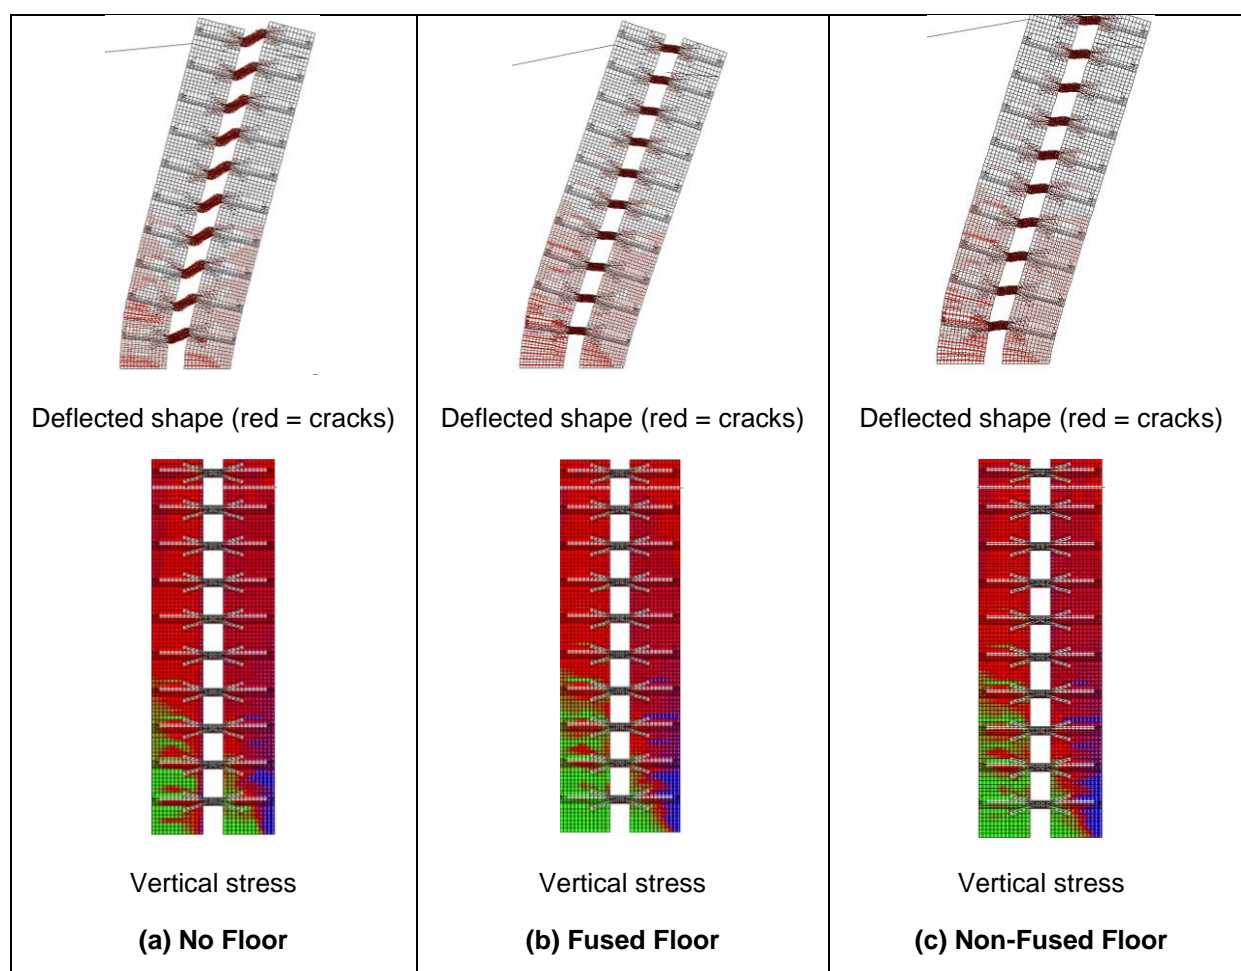 Deflected shape (red = cracks)
Deflected shape (red = cracks)
Deflected shape (red = cracks)
Vertical stress
Vertical stress
Vertical stress
(a) No Floor
(b) Fused Floor
(c) Non-Fused Floor